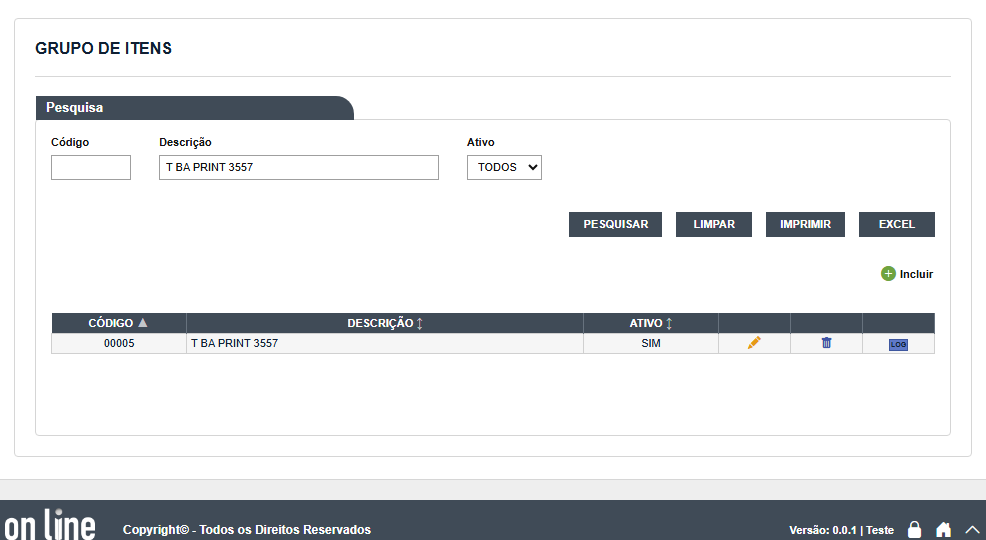 GRUPO DE ITENS
Pesquisa
Código Descrição Ativo
T BA PRINT 3557 TODOS
PESQUISAR LIMPAR IMPRIMIR EXCEL
Incluir
CÓDIGO DESCRIÇÃO ATIVO
00005 T BA PRINT 3557 SIM LOG
on line Copyright© - Todos os Direitos Reservados Versão: 0.0.1 | Teste